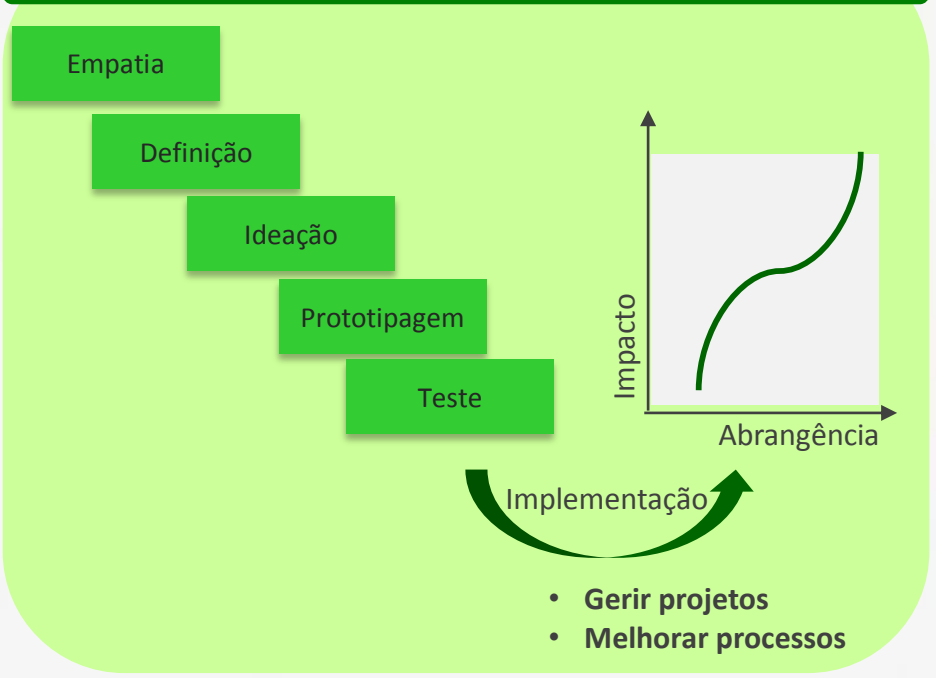 Empatia
Definição
Ideação
Prototipagem
Teste
Impacto
Abrangência
Implementação
• Gerir projetos
• Melhorar processos